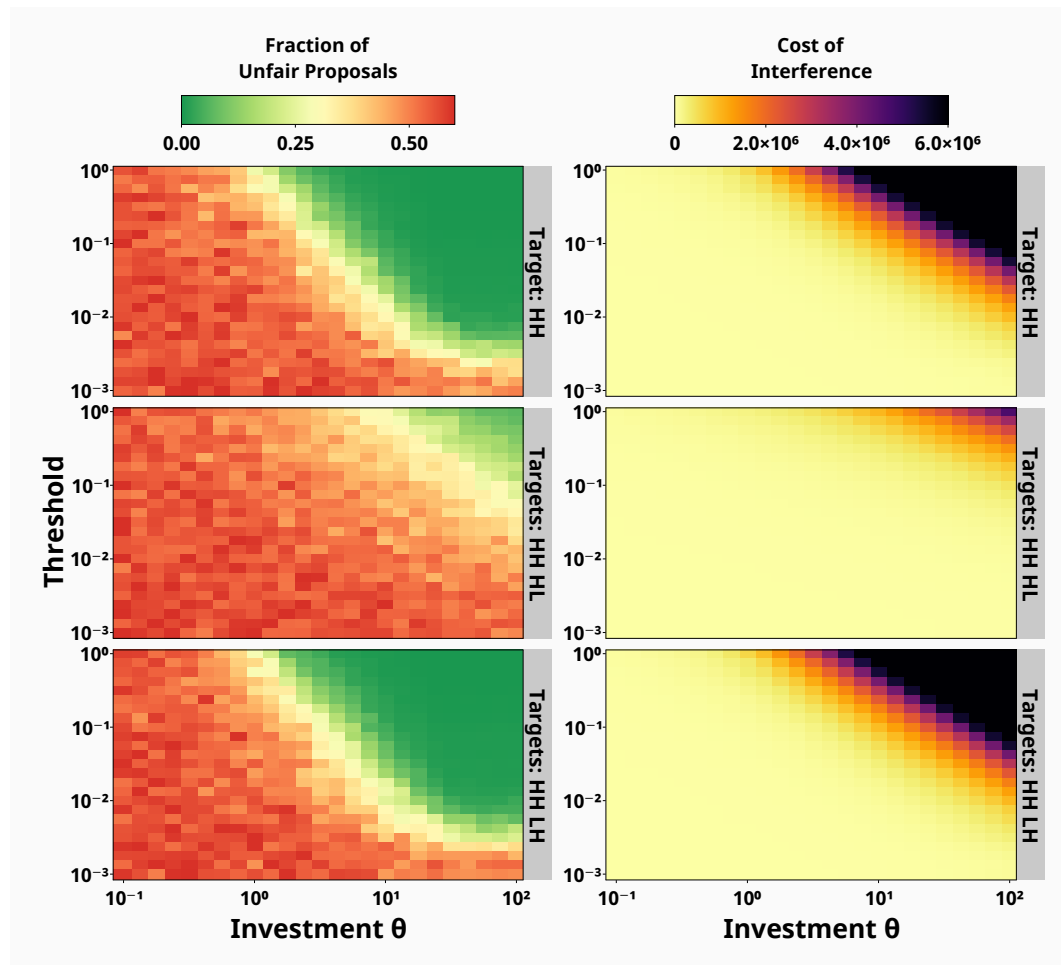 Fraction of
Unfair Proposals
0.00 0.25 0.50
Cost of
Interference
0 2.0×10⁶ 4.0×10⁶ 6.0×10⁶
Threshold
10⁰
10⁻¹
10⁻²
10⁻³
Target: HH
10⁰
10⁻¹
10⁻²
10⁻³
Target: HH
10⁰
10⁻¹
10⁻²
10⁻³
Targets: HH HL
10⁰
10⁻¹
10⁻²
10⁻³
Targets: HH HL
10⁰
10⁻¹
10⁻²
10⁻³
Targets: HH LH
10⁰
10⁻¹
10⁻²
10⁻³
Targets: HH LH
10⁻¹ 10⁰ 10¹ 10²
Investment θ
10⁻¹ 10⁰ 10¹ 10²
Investment θ